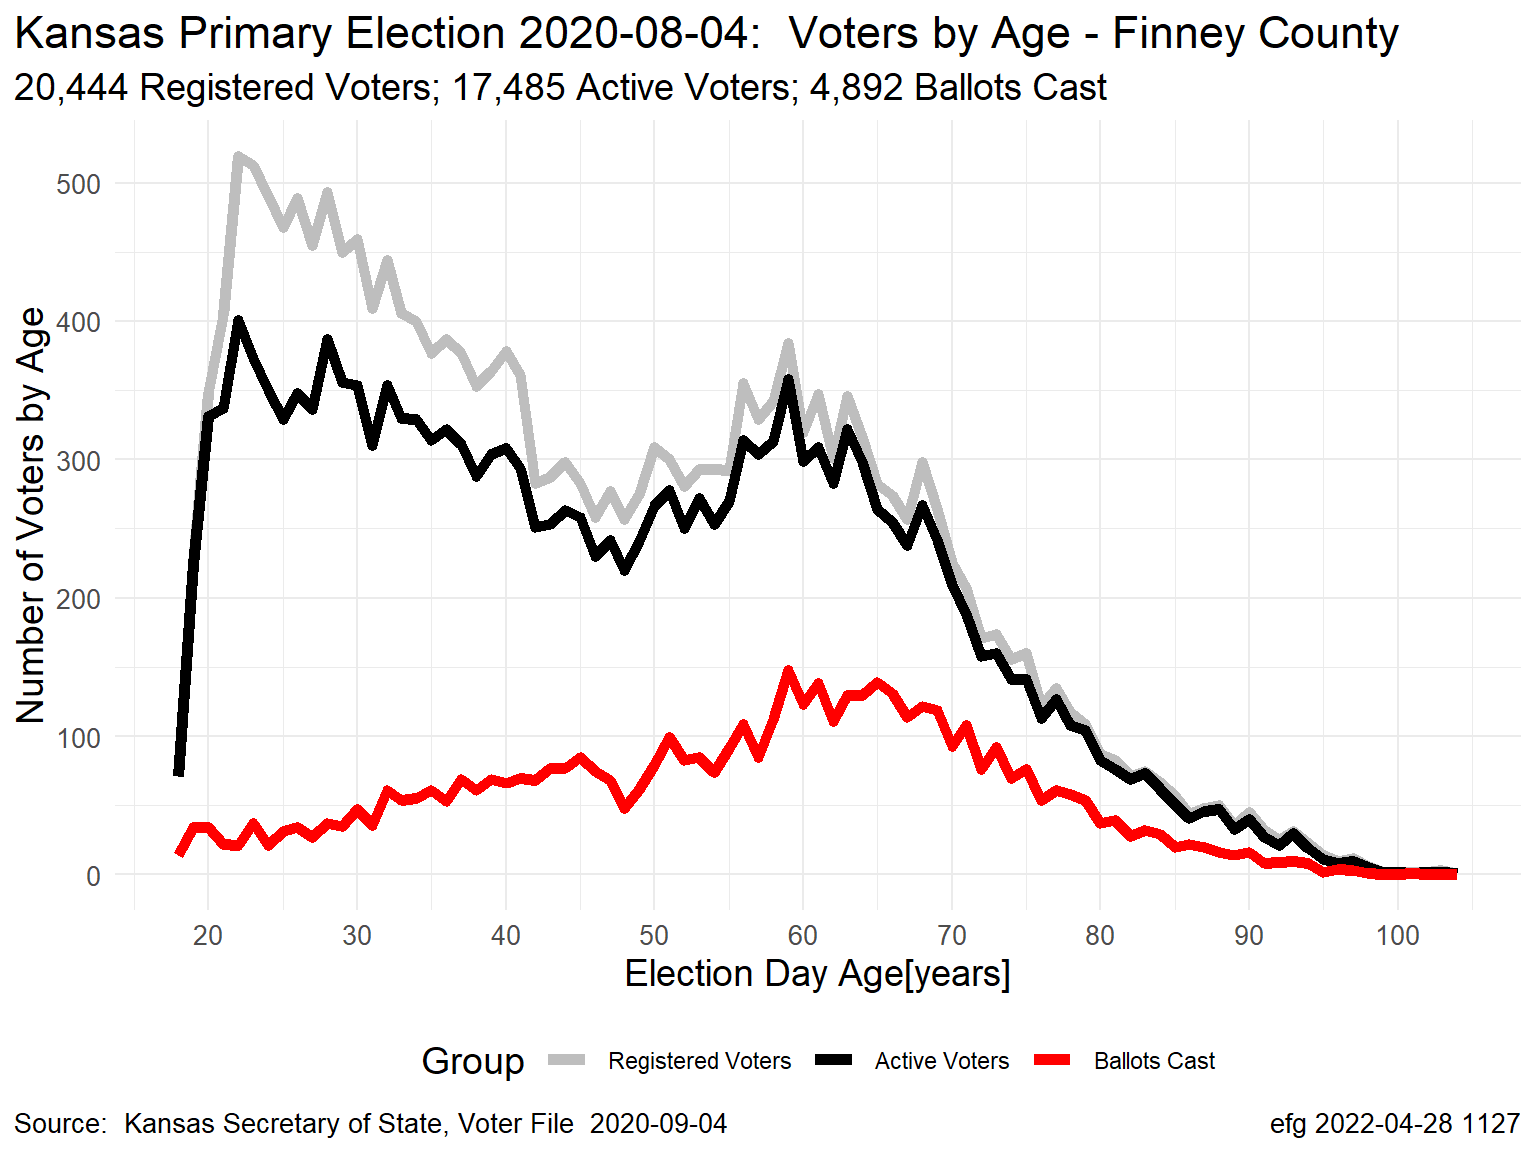 Kansas Primary Election 2020-08-04:  Voters by Age - Finney County
20,444 Registered Voters; 17,485 Active Voters; 4,892 Ballots Cast
Number of Voters by Age
500
400
300
200
100
0
20 30 40 50 60 70 80 90 100
Election Day Age[years]
Group Registered Voters Active Voters Ballots Cast
Source:  Kansas Secretary of State, Voter File  2020-09-04
efg 2022-04-28 1127